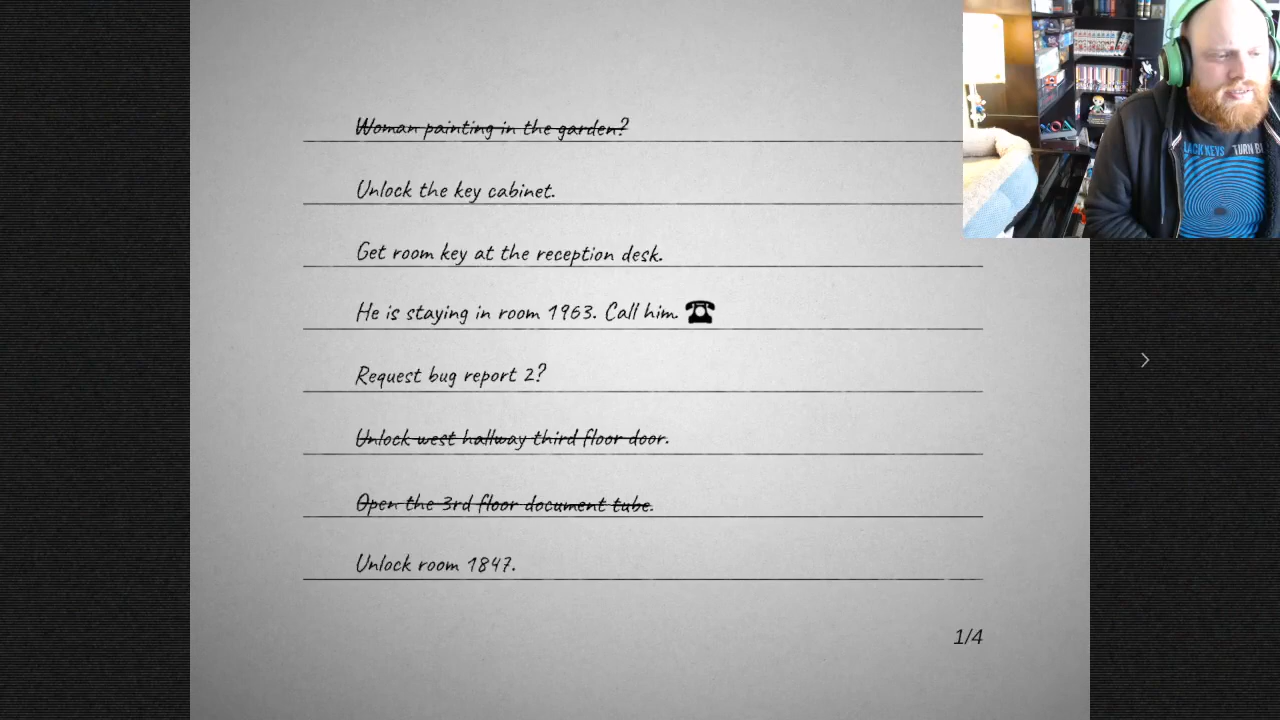 Woman painting in the garden?
Unlock the key cabinet.
Get room key at the reception desk.
He is staying in room 1963. Call him.
Request bug report 2?
Unlock west hallway third floor door.
Open the 3rd floor document tube.
Unlock room 1847.
1/4
KEYS TURN